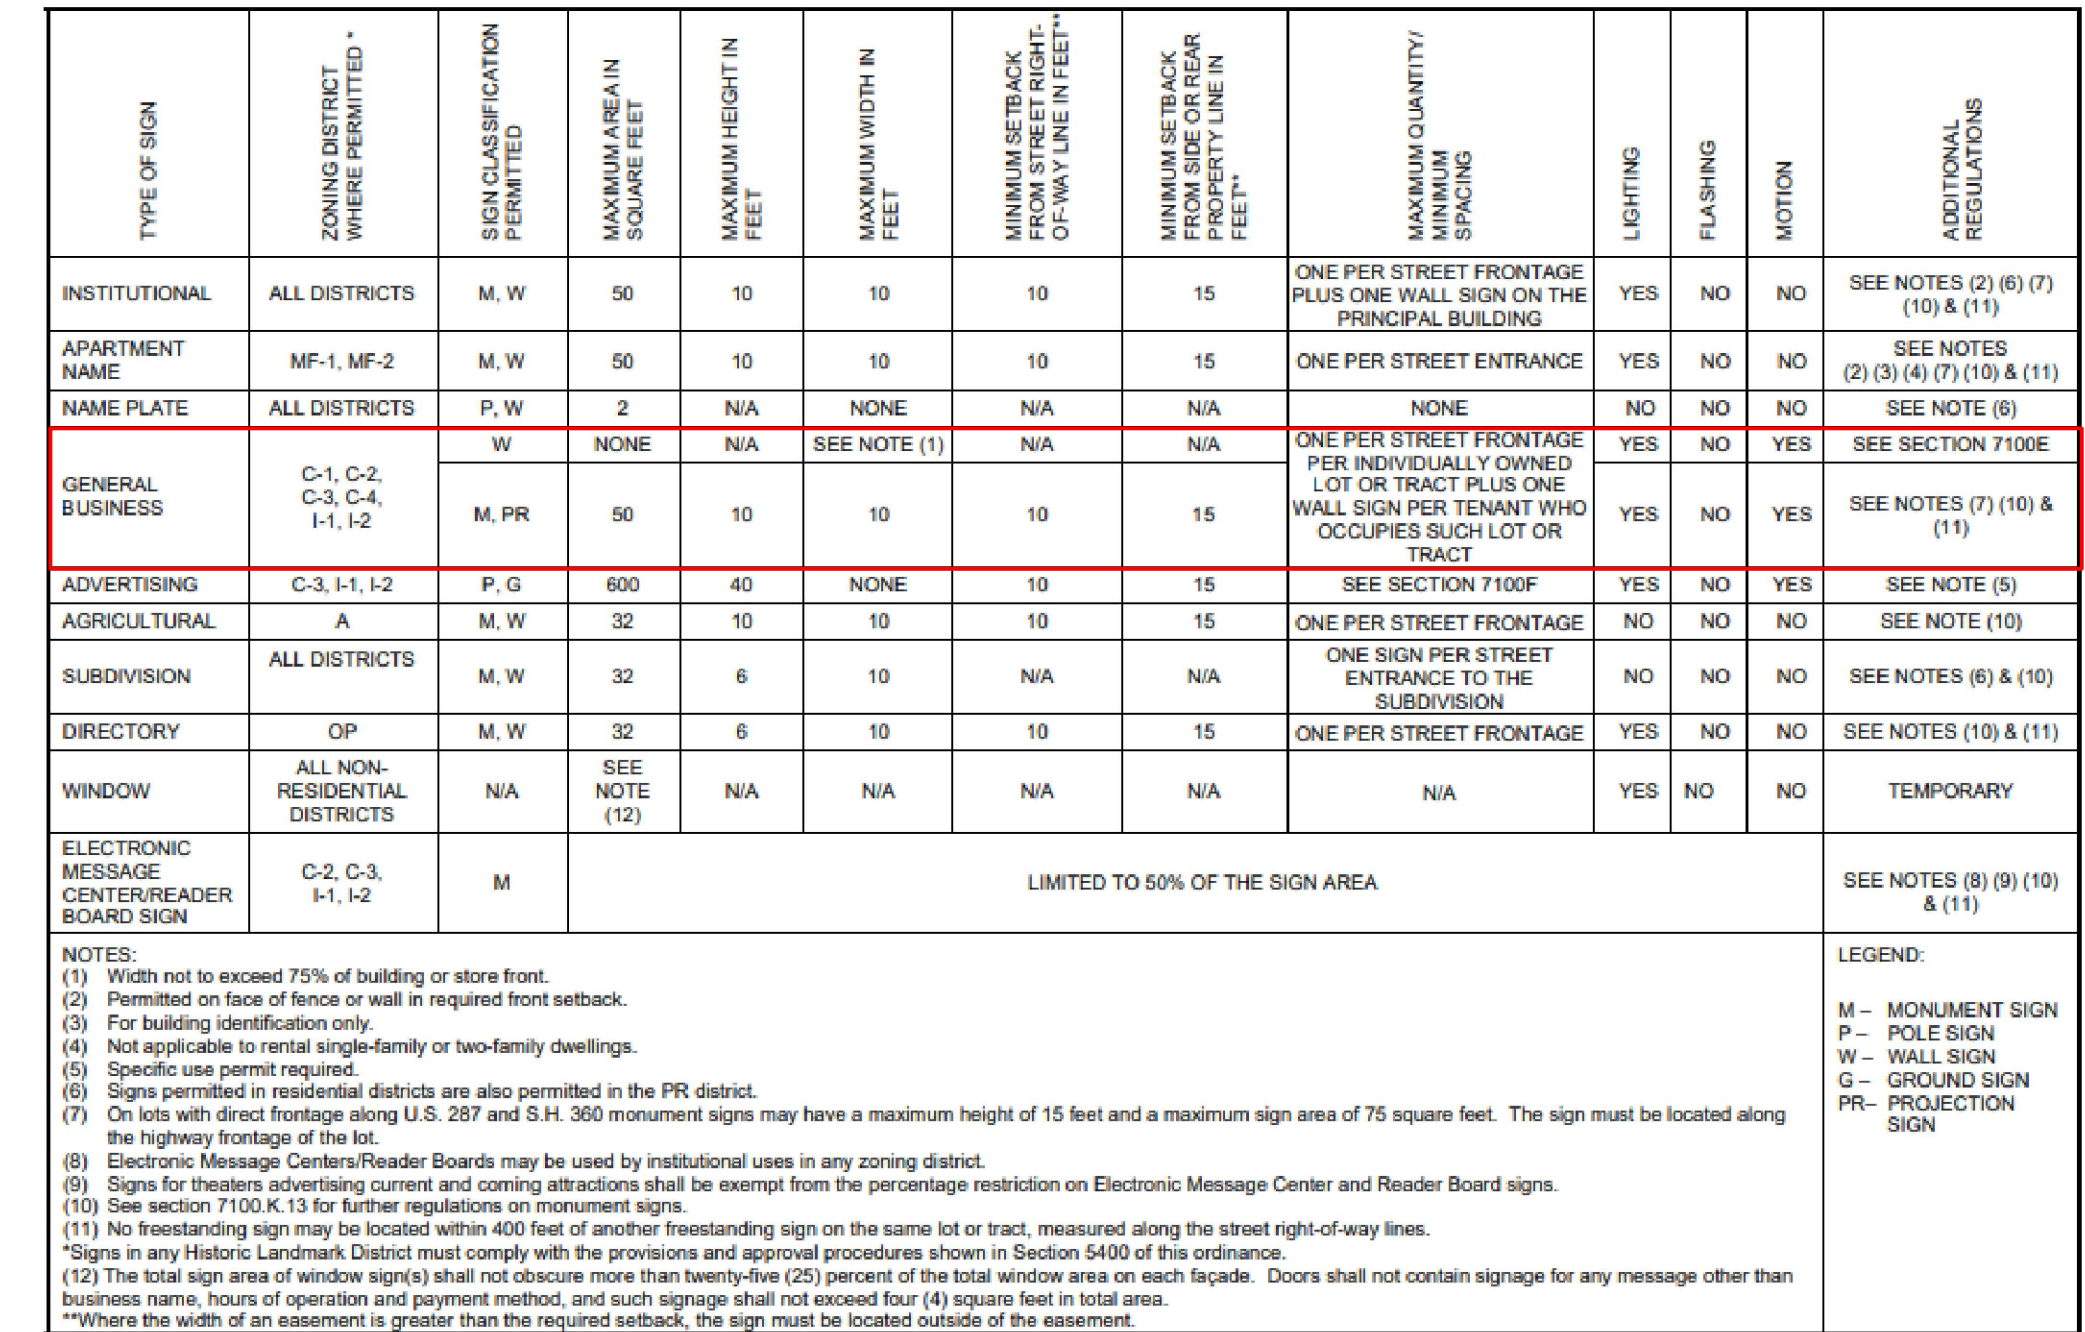 TYPE OF SIGN
ZONING DISTRICT
WHERE PERMITTED *
SIGN CLASSIFICATION
PERMITTED
MAXIMUM AREA IN
SQUARE FEET
MAXIMUM HEIGHT IN
FEET
MAXIMUM WIDTH IN
FEET
MINIMUM SETBACK
FROM STREET RIGHT-
OF-WAY LINE IN FEET**
MINIMUM SETBACK
FROM SIDE OR REAR
PROPERTY LINE IN
FEET**
MAXIMUM QUANTITY/
MINIMUM
SPACING
LIGHTING
FLASHING
MOTION
ADDITIONAL
REGULATIONS
INSTITUTIONAL
ALL DISTRICTS
M, W
50
10
10
10
15
ONE PER STREET FRONTAGE
PLUS ONE WALL SIGN ON THE
PRINCIPAL BUILDING
YES
NO
NO
SEE NOTES (2) (6) (7)
(10) & (11)
APARTMENT
NAME
MF-1, MF-2
M, W
50
10
10
10
15
ONE PER STREET ENTRANCE
YES
NO
NO
SEE NOTES
(2) (3) (4) (7) (10) & (11)
NAME PLATE
ALL DISTRICTS
P, W
2
N/A
NONE
N/A
N/A
NONE
NO
NO
NO
SEE NOTE (6)
GENERAL
BUSINESS
C-1, C-2,
C-3, C-4,
I-1, I-2
W
NONE
N/A
SEE NOTE (1)
N/A
N/A
ONE PER STREET FRONTAGE
PER INDIVIDUALLY OWNED
LOT OR TRACT PLUS ONE
WALL SIGN PER TENANT WHO
OCCUPIES SUCH LOT OR
TRACT
YES
NO
YES
SEE SECTION 7100E
M, PR
50
10
10
10
15
YES
NO
YES
SEE NOTES (7) (10) &
(11)
ADVERTISING
C-3, I-1, I-2
P, G
600
40
NONE
10
15
SEE SECTION 7100F
YES
NO
YES
SEE NOTE (5)
AGRICULTURAL
A
M, W
32
10
10
10
15
ONE PER STREET FRONTAGE
NO
NO
NO
SEE NOTE (10)
SUBDIVISION
ALL DISTRICTS
M, W
32
6
10
N/A
N/A
ONE SIGN PER STREET
ENTRANCE TO THE
SUBDIVISION
NO
NO
NO
SEE NOTES (6) & (10)
DIRECTORY
OP
M, W
32
6
10
10
15
ONE PER STREET FRONTAGE
YES
NO
NO
SEE NOTES (10) & (11)
WINDOW
ALL NON-
RESIDENTIAL
DISTRICTS
N/A
SEE
NOTE
(12)
N/A
N/A
N/A
N/A
N/A
YES
NO
NO
TEMPORARY
ELECTRONIC
MESSAGE
CENTER/READER
BOARD SIGN
C-2, C-3,
I-1, I-2
M
LIMITED TO 50% OF THE SIGN AREA
SEE NOTES (8) (9) (10)
& (11)
NOTES:
(1) Width not to exceed 75% of building or store front.
(2) Permitted on face of fence or wall in required front setback.
(3) For building identification only.
(4) Not applicable to rental single-family or two-family dwellings.
(5) Specific use permit required.
(6) Signs permitted in residential districts are also permitted in the PR district.
(7) On lots with direct frontage along U.S. 287 and S.H. 360 monument signs may have a maximum height of 15 feet and a maximum sign area of 75 square feet. The sign must be located along
the highway frontage of the lot.
(8) Electronic Message Centers/Reader Boards may be used by institutional uses in any zoning district.
(9) Signs for theaters advertising current and coming attractions shall be exempt from the percentage restriction on Electronic Message Center and Reader Board signs.
(10) See section 7100.K.13 for further regulations on monument signs.
(11) No freestanding sign may be located within 400 feet of another freestanding sign on the same lot or tract, measured along the street right-of-way lines.
*Signs in any Historic Landmark District must comply with the provisions and approval procedures shown in Section 5400 of this ordinance.
(12) The total sign area of window sign(s) shall not obscure more than twenty-five (25) percent of the total window area on each façade. Doors shall not contain signage for any message other than
business name, hours of operation and payment method, and such signage shall not exceed four (4) square feet in total area.
**Where the width of an easement is greater than the required setback, the sign must be located outside of the easement.
LEGEND:
M – MONUMENT SIGN
P – POLE SIGN
W – WALL SIGN
G – GROUND SIGN
PR– PROJECTION
SIGN